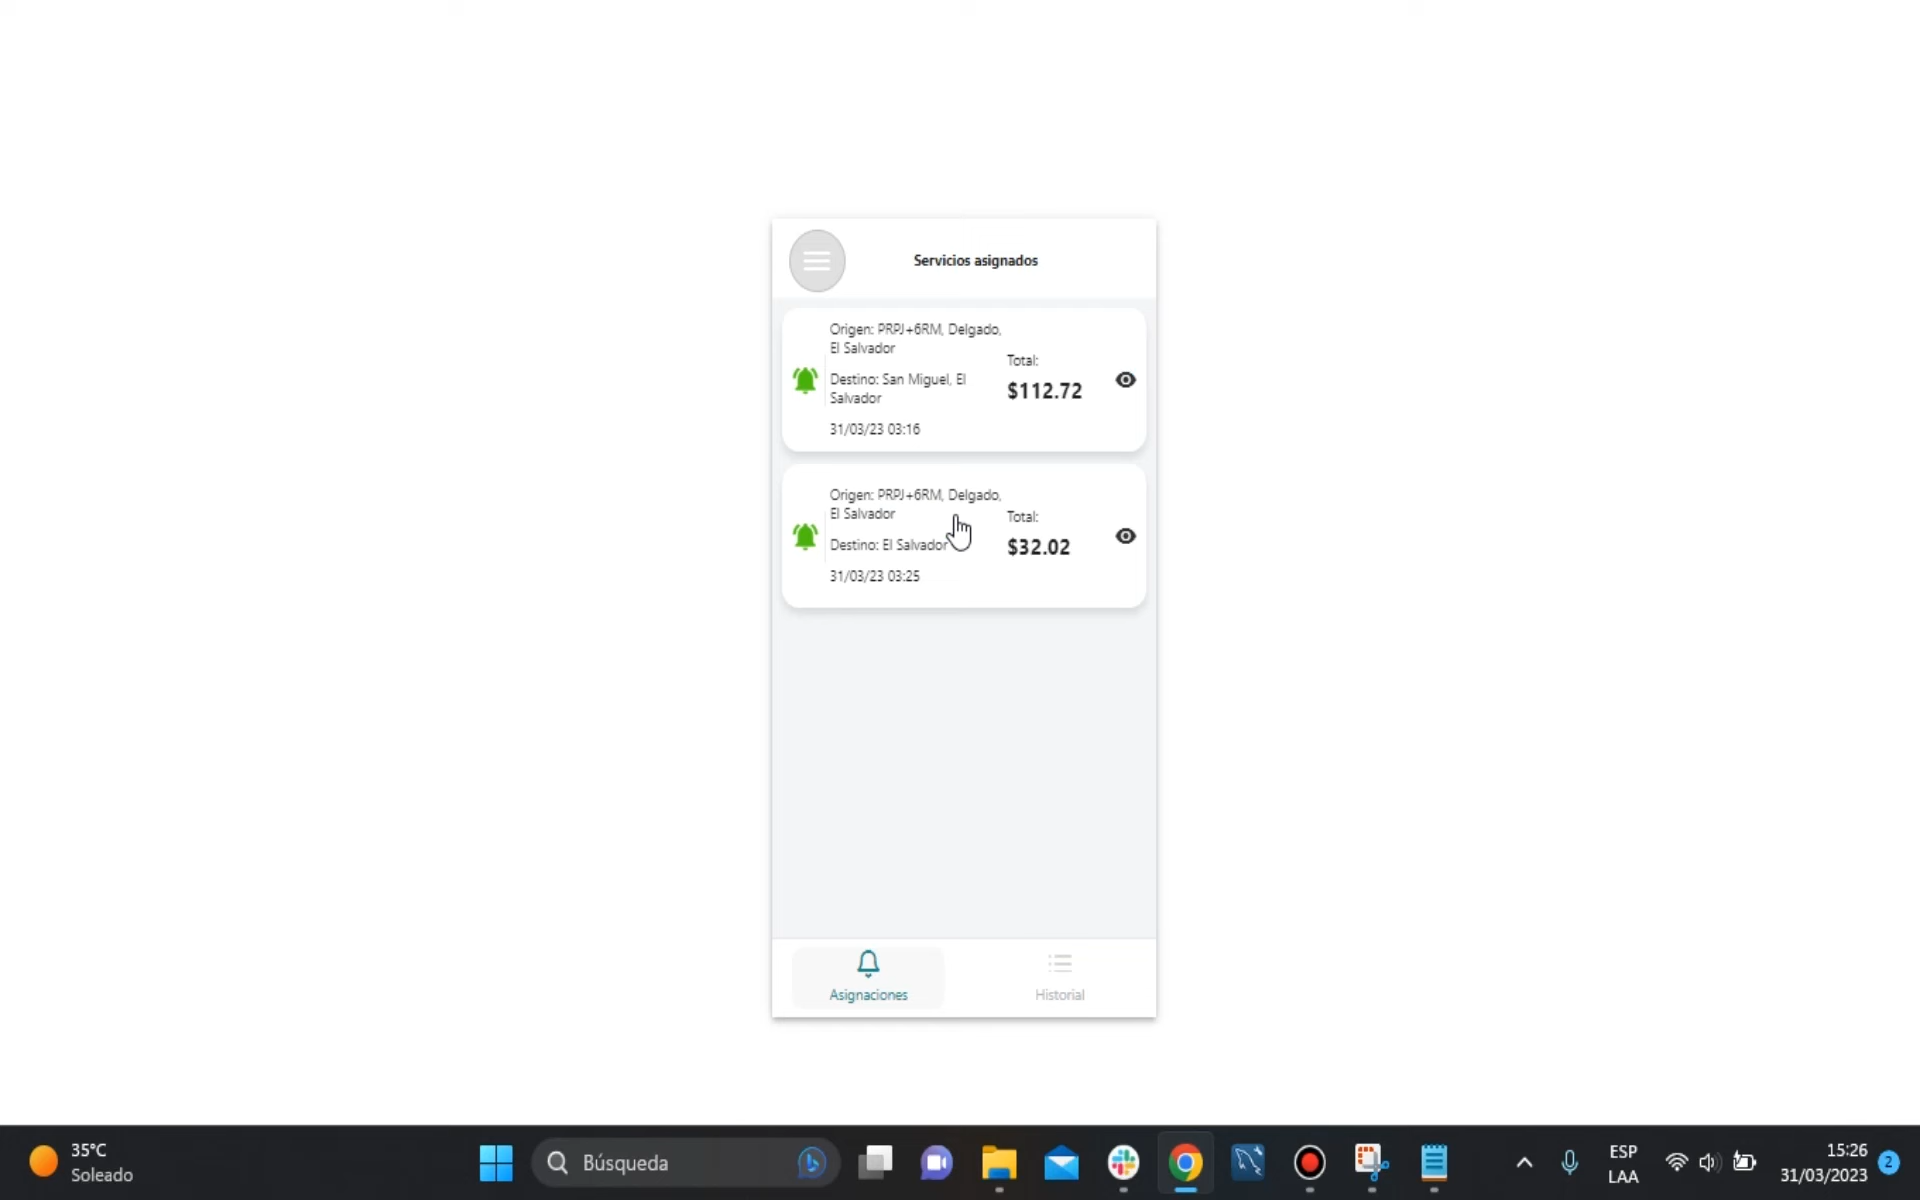 Servicios asignados
Origen: PRPJ+6RM, Delgado,
El Salvador
Destino: San Miguel, El
Salvador
31/03/23 03:16
Total:
$112.72
Origen: PRPJ+6RM, Delgado,
El Salvador
Destino: El Salvador
31/03/23 03:25
Total:
$32.02
Asignaciones
Historial
35°C
Soleado
Búsqueda
ESP
LAA
15:26
31/03/2023
2